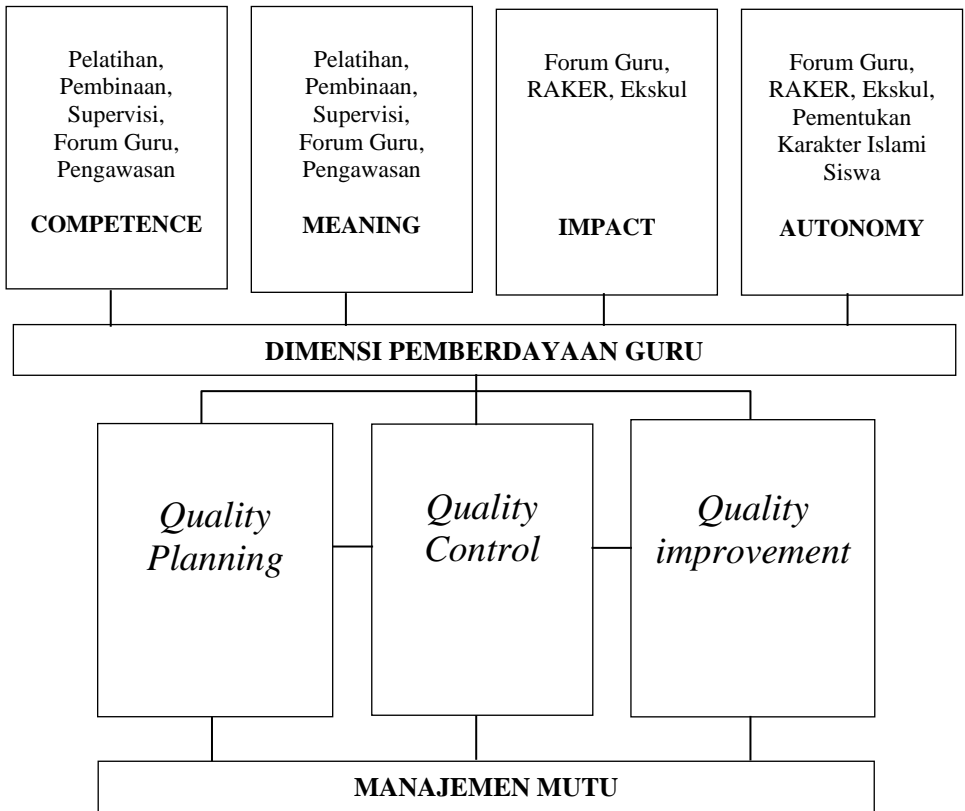 Pelatihan,
Pembinaan,
Supervisi,
Forum Guru,
Pengawasan
COMPETENCE
Pelatihan,
Pembinaan,
Supervisi,
Forum Guru,
Pengawasan
MEANING
Forum Guru,
RAKER, Ekskul
IMPACT
Forum Guru,
RAKER, Ekskul,
Pementukan
Karakter Islami
Siswa
AUTONOMY
DIMENSI PEMBERDAYAAN GURU
Quality
Planning
Quality
Control
Quality
improvement
MANAJEMEN MUTU